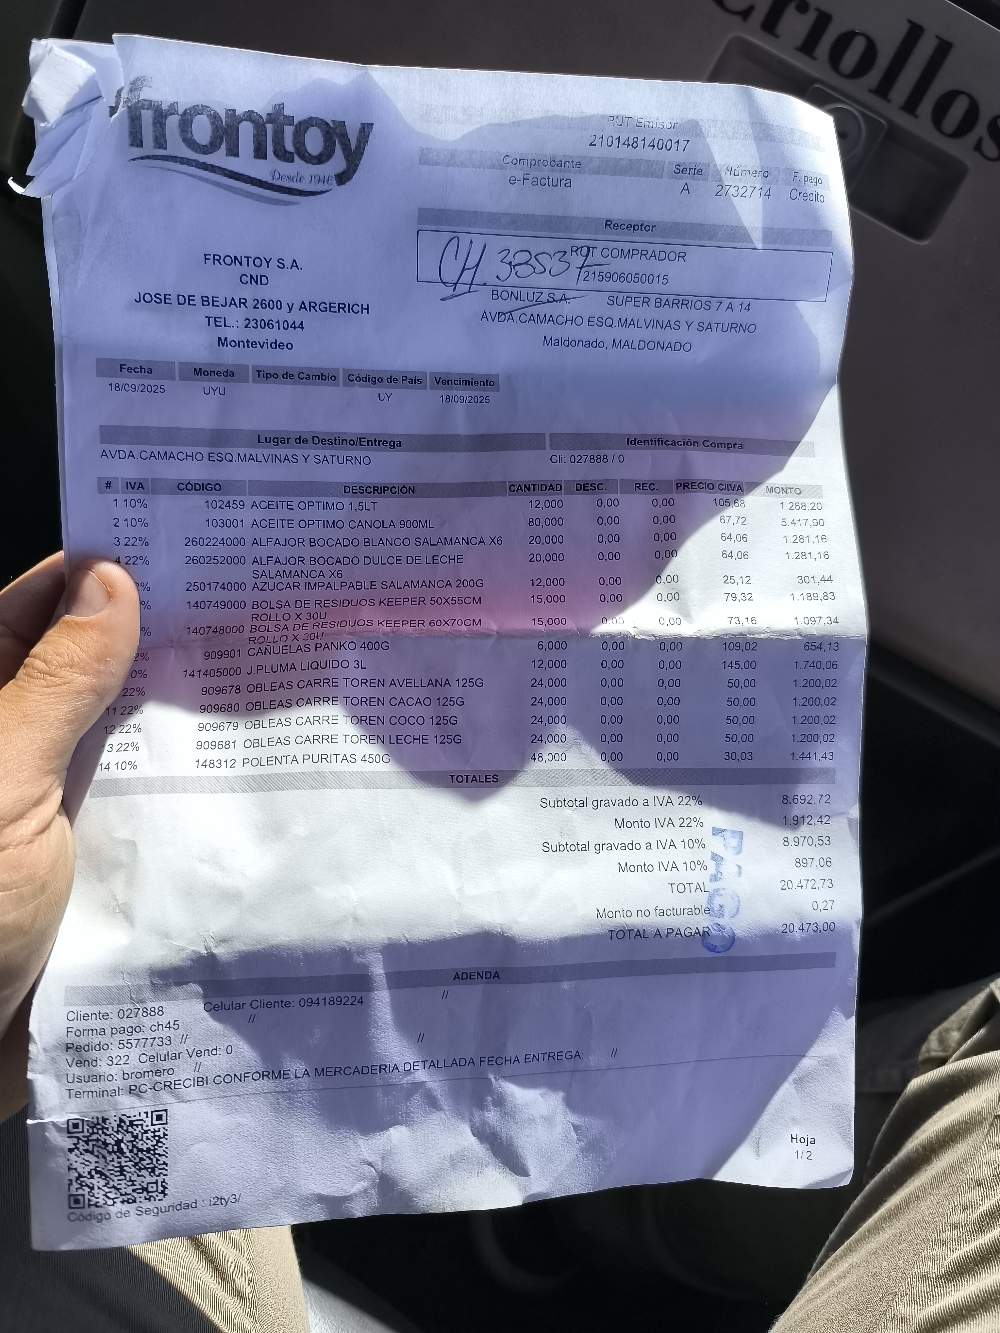 criollos
frontoy
Desde 1946
RUT Emisor
210148140017
Comprobante Serie Número F. pago
e-Factura A 2732714 Crédito
Receptor
CH. 38537
RUT COMPRADOR
215906050015
BONLUZ S.A. SUPER BARRIOS 7 A 14
AVDA.CAMACHO ESQ.MALVINAS Y SATURNO
Maldonado, MALDONADO
FRONTOY S.A.
CND
JOSE DE BEJAR 2600 y ARGERICH
TEL.: 23061044
Montevideo
Fecha Moneda Tipo de Cambio Código de País Vencimiento
18/09/2025 UYU UY 18/09/2025
Lugar de Destino/Entrega Identificación Compra
AVDA.CAMACHO ESQ.MALVINAS Y SATURNO Cli: 027888 / 0
# IVA CÓDIGO DESCRIPCIÓN CANTIDAD DESC. REC. PRECIO C/IVA MONTO
1 10% 102459 ACEITE OPTIMO 1,5LT 12,000 0,00 0,00 105,68 1.268,20
2 10% 103001 ACEITE OPTIMO CANOLA 900ML 80,000 0,00 0,00 67,72 5.417,90
3 22% 260224000 ALFAJOR BOCADO BLANCO SALAMANCA X6 20,000 0,00 0,00 64,06 1.281,16
4 22% 260252000 ALFAJOR BOCADO DULCE DE LECHE 20,000 0,00 0,00 64,06 1.281,16
SALAMANCA X6
% 250174000 AZUCAR IMPALPABLE SALAMANCA 200G 12,000 0,00 0,00 25,12 301,44
% 140749000 BOLSA DE RESIDUOS KEEPER 50X55CM 15,000 0,00 0,00 79,32 1.189,83
ROLLO X 30U
% 140748000 BOLSA DE RESIDUOS KEEPER 60X70CM 15,000 0,00 0,00 73,16 1.097,34
ROLLO X 20U
2% 909901 CAÑUELAS PANKO 400G 6,000 0,00 0,00 109,02 654,13
0% 141405000 J.PLUMA LIQUIDO 3L 12,000 0,00 0,00 145,00 1.740,06
22% 909678 OBLEAS CARRE TOREN AVELLANA 125G 24,000 0,00 0,00 50,00 1.200,02
11 22% 909680 OBLEAS CARRE TOREN CACAO 125G 24,000 0,00 0,00 50,00 1.200,02
12 22% 909679 OBLEAS CARRE TOREN COCO 125G 24,000 0,00 0,00 50,00 1.200,02
3 22% 909681 OBLEAS CARRE TOREN LECHE 125G 24,000 0,00 0,00 50,00 1.200,02
14 10% 148312 POLENTA PURITAS 450G 48,000 0,00 0,00 30,03 1.441,43
TOTALES
Subtotal gravado a IVA 22% 8.692,72
Monto IVA 22% 1.912,42
Subtotal gravado a IVA 10% 8.970,53
Monto IVA 10% 897,06
TOTAL 20.472,73
Monto no facturable 0,27
TOTAL A PAGAR 20.473,00
PAGO
ADENDA
Cliente: 027888 Celular Cliente: 094189224 //
Forma pago: ch45 //
Pedido: 5577733 //
Vend: 322 Celular Vend: 0 //
Usuario: bromero //
Terminal: PC-CRECIBI CONFORME LA MERCADERIA DETALLADA FECHA ENTREGA: //
Código de Seguridad : i2ty3/
Hoja
1/2